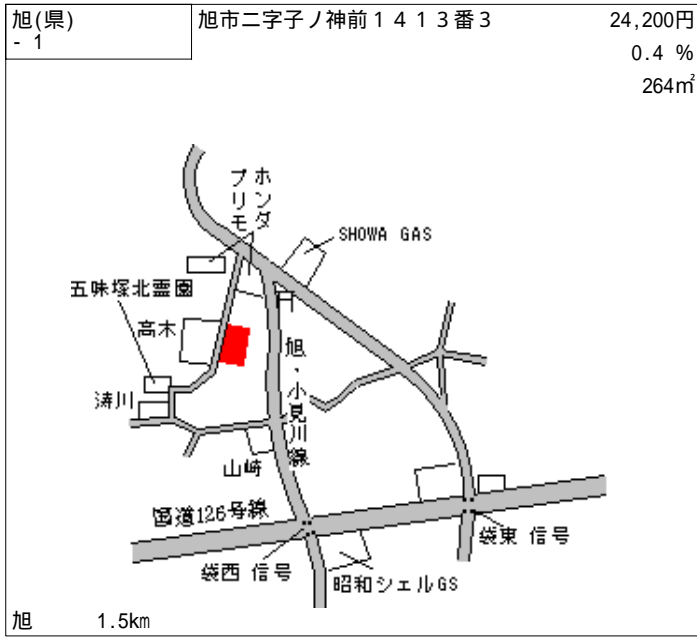 旭(県)
- 1
旭市二字子ノ神前1413番3
24,200円
0.4 %
264㎡
ホンダ
プリモ
SHOWA GAS
五味塚北霊園
高木
旭・小見川線
涛川
山崎
国道126号線
袋東 信号
袋西 信号
昭和シェルGS
旭 1.5km